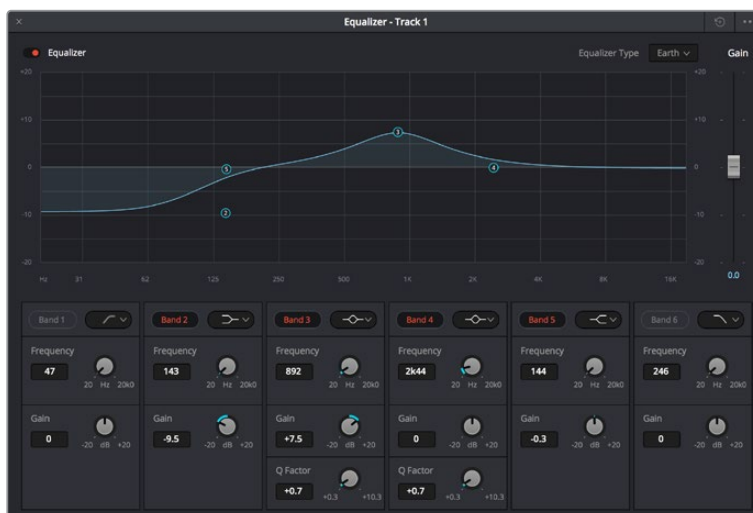 Equalizer - Track 1
Equalizer
Equalizer Type
Earth
Gain
+20
+20
+10
+10
0
0
-10
-10
-20
-20
0.0
Hz 31 62 125 250 500 1K 2K 4K 8K 16K
5
2
3
4
Band 1
Band 2
Band 3
Band 4
Band 5
Band 6
Frequency
47
20 Hz 20k0
Frequency
143
20 Hz 20k0
Frequency
892
20 Hz 20k0
Frequency
2k44
20 Hz 20k0
Frequency
144
20 Hz 20k0
Frequency
246
20 Hz 20k0
Gain
0
-20 dB +20
Gain
-9.5
-20 dB +20
Gain
+7.5
-20 dB +20
Gain
0
-20 dB +20
Gain
-0.3
-20 dB +20
Gain
0
-20 dB +20
Q Factor
+0.7
+0.3 +10.3
Q Factor
+0.7
+0.3 +10.3